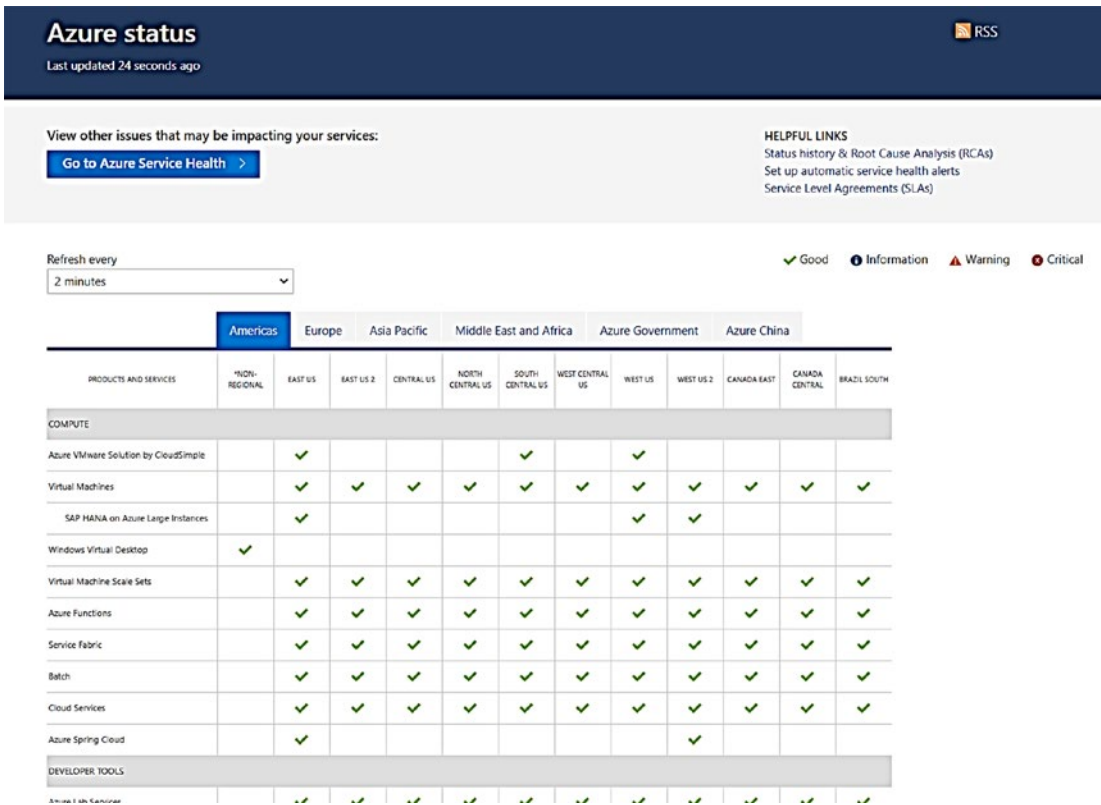 Azure status
RSS
Last updated 24 seconds ago
View other issues that may be impacting your services:
Go to Azure Service Health >
HELPFUL LINKS
Status history & Root Cause Analysis (RCAs)
Set up automatic service health alerts
Service Level Agreements (SLAs)
Refresh every
2 minutes
Good Information Warning Critical
Americas Europe Asia Pacific Middle East and Africa Azure Government Azure China
PRODUCTS AND SERVICES *NON-REGIONAL EAST US EAST US 2 CENTRAL US NORTH CENTRAL US SOUTH CENTRAL US WEST CENTRAL US WEST US WEST US 2 CANADA EAST CANADA CENTRAL BRAZIL SOUTH
COMPUTE
Azure VMware Solution by CloudSimple
Virtual Machines
SAP HANA on Azure Large Instances
Windows Virtual Desktop
Virtual Machine Scale Sets
Azure Functions
Service Fabric
Batch
Cloud Services
Azure Spring Cloud
DEVELOPER TOOLS
Azure Lab Services